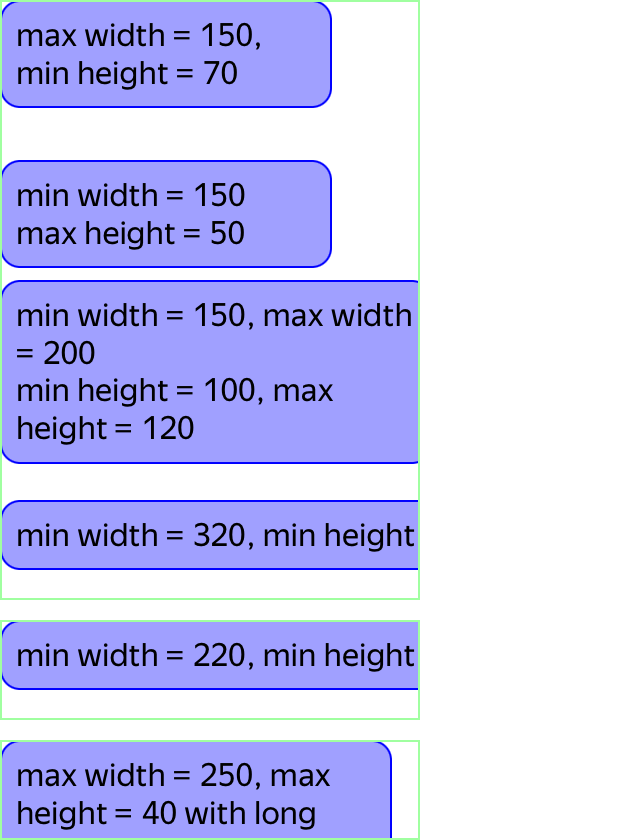 max width = 150,
min height = 70
min width = 150
max height = 50
min width = 150, max width
= 200
min height = 100, max
height = 120
min width = 320, min height
min width = 220, min height
max width = 250, max
height = 40 with long